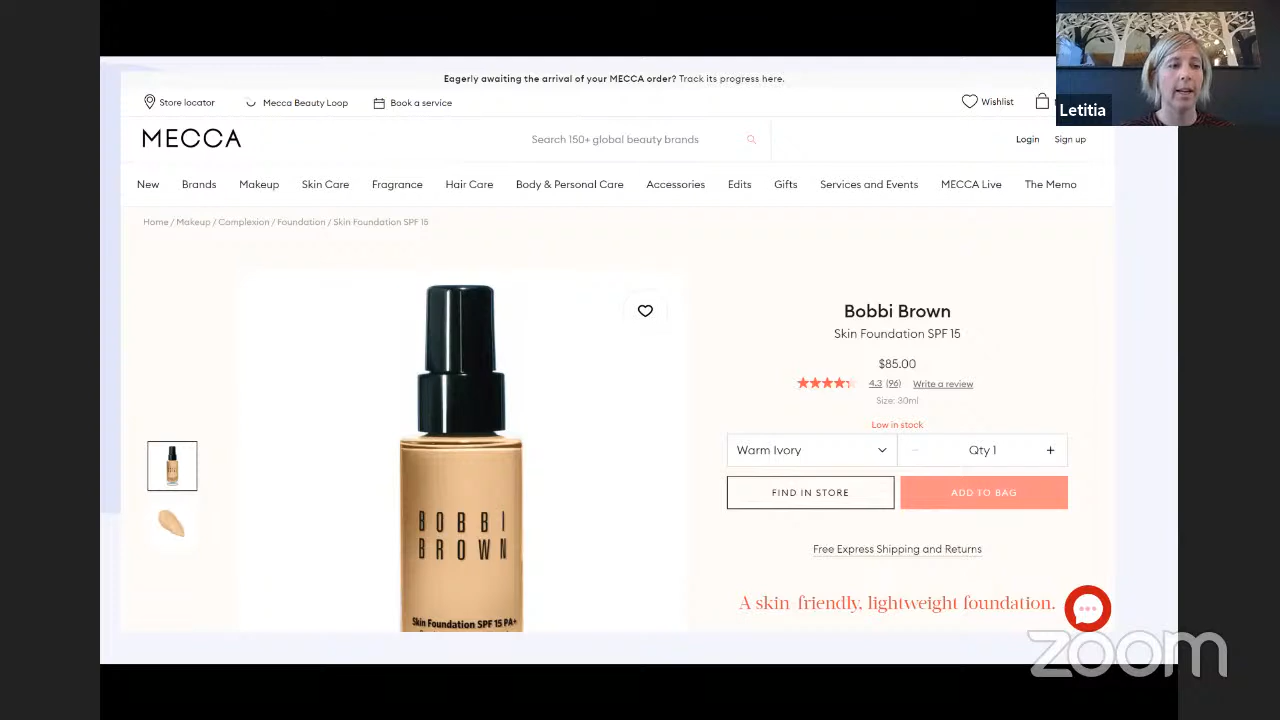 Eagerly awaiting the arrival of your MECCA order? Track its progress here.
Store locator Mecca Beauty Loop Book a service Wishlist
Letitia
MECCA Search 150+ global beauty brands Login Sign up
New Brands Makeup Skin Care Fragrance Hair Care Body & Personal Care Accessories Edits Gifts Services and Events MECCA Live The Memo
Home / Makeup / Complexion / Foundation / Skin Foundation SPF 15
Bobbi Brown
Skin Foundation SPF 15
$85.00
4.3 (96) Write a review
Size: 30ml
Low in stock
Warm Ivory Qty 1 +
FIND IN STORE ADD TO BAG
BOBBI
BROWN
Skin Foundation SPF 15 PA+
Free Express Shipping and Returns
A skin-friendly, lightweight foundation.
zoom